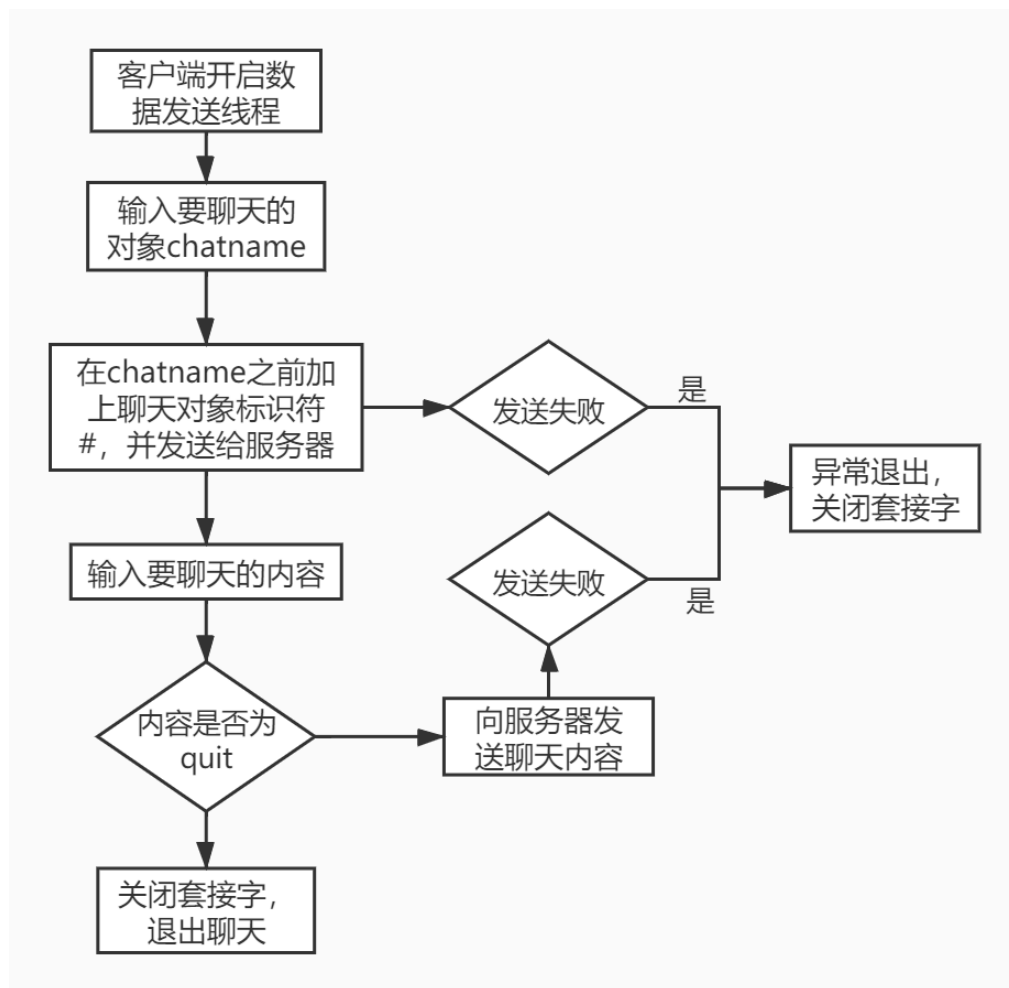 客户端开启数
据发送线程
输入要聊天的
对象chatname
在chatname之前加
上聊天对象标识符
#，并发送给服务器
发送失败
是
异常退出，
关闭套接字
输入要聊天的内容
发送失败
是
内容是否为
quit
向服务器发
送聊天内容
关闭套接字，
退出聊天